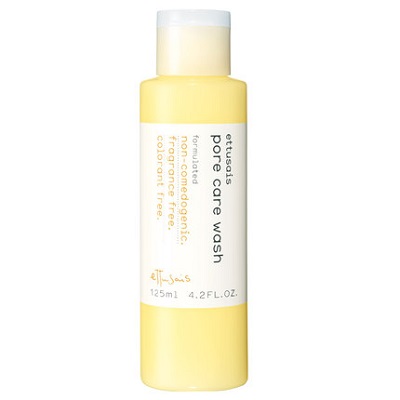 ettusais
pore care wash
formulated
non-comedogenic.
fragrance free.
colorant free.
ettusais
125ml 4.2FL.OZ.